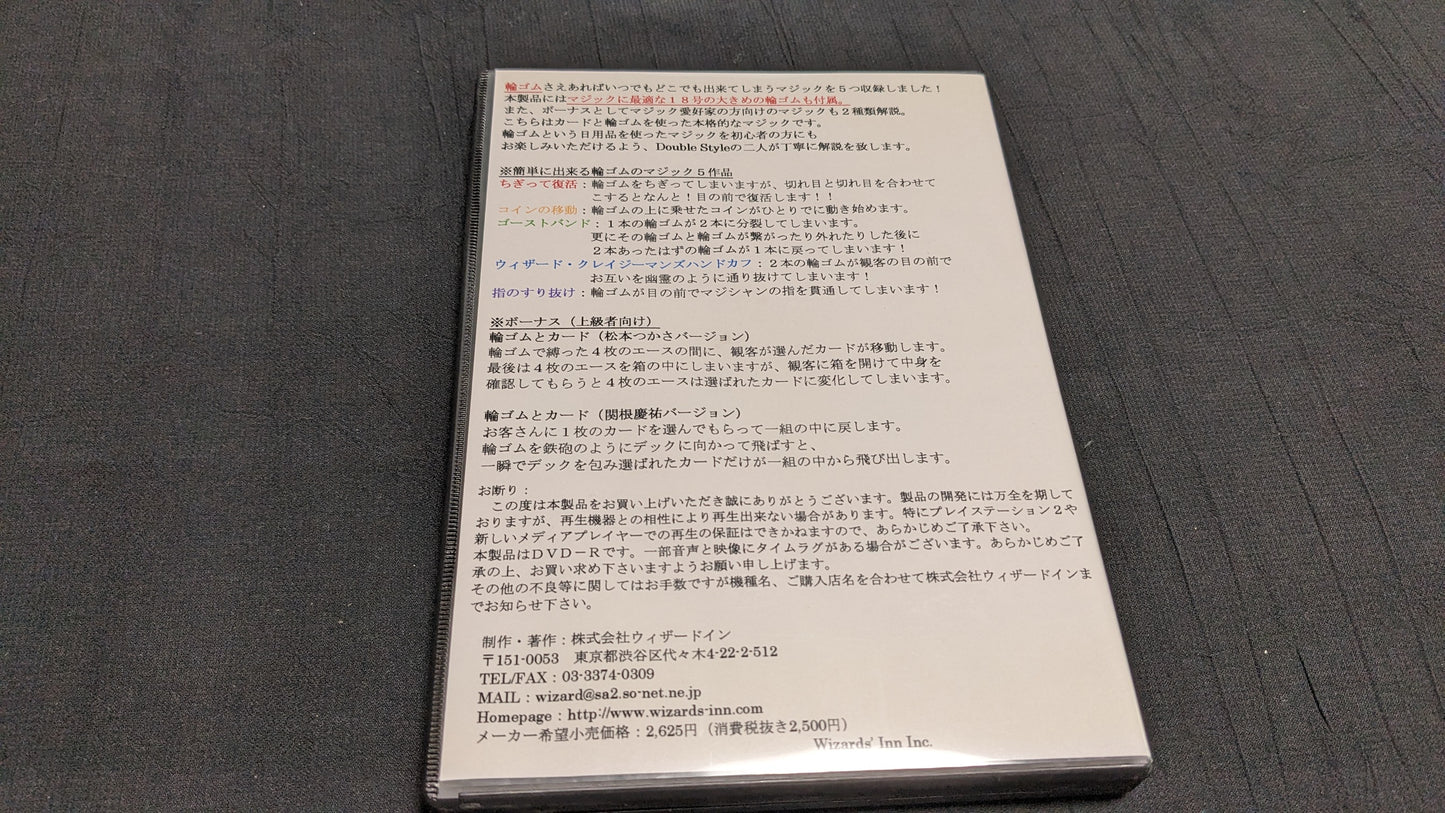 輪ゴムさえあればいつでもどこでも出来てしまうマジックを５つ収録しました！
本製品にはマジックに最適な１８号の大きめの輪ゴムも付属。
また、ボーナスとしてマジック愛好家の方向けのマジックも２種類解説。
こちらはカードと輪ゴムを使った本格的なマジックです。
輪ゴムという日用品を使ったマジックを初心者の方にも
お楽しみいただけるよう、Double Styleの二人が丁寧に解説を致します。
※簡単に出来る輪ゴムのマジック５作品
ちぎって復活：輪ゴムをちぎってしまいますが、切れ目と切れ目を合わせて
こするとなんと！目の前で復活します！！
コインの移動：輪ゴムの上に乗せたコインがひとりでに動き始めます。
ゴーストバンド：１本の輪ゴムが２本に分裂してしまいます。
更にその輪ゴムと輪ゴムが繋がったり外れたりした後に
２本あったはずの輪ゴムが１本に戻ってしまいます！
ウィザード・クレイジーマンズハンドカフ：２本の輪ゴムが観客の目の前で
お互いを幽霊のように通り抜けてしまいます！
指のすり抜け：輪ゴムが目の前でマジシャンの指を貫通してしまいます！
※ボーナス（上級者向け）
輪ゴムとカード（松本つかさバージョン）
輪ゴムで縛った４枚のエースの間に、観客が選んだカードが移動します。
最後は４枚のエースを箱の中にしまいますが、観客に箱を開けて中身を
確認してもらうと４枚のエースは選ばれたカードに変化してしまいます。
輪ゴムとカード（関根慶祐バージョン）
お客さんに１枚のカードを選んでもらって一組の中に戻します。
輪ゴムを鉄砲のようにデックに向かって飛ばすと、
一瞬でデックを包み選ばれたカードだけが一組の中から飛び出します。
お断り：
この度は本製品をお買い上げいただき誠にありがとうございます。製品の開発には万全を期して
おりますが、再生機器との相性により再生出来ない場合があります。特にプレイステーション２や
新しいメディアプレイヤーでの再生の保証はできかねますので、あらかじめご了承下さい。
本製品はＤＶＤ－Ｒです。一部音声と映像にタイムラグがある場合がございます。あらかじめご了
承の上、お買い求め下さいますようお願い申し上げます。
その他の不良等に関してはお手数ですが機種名、ご購入店名を合わせて株式会社ウィザードインま
でお知らせ下さい。
制作・著作：株式会社ウィザードイン
〒151-0053　東京都渋谷区代々木4-22-2-512
TEL/FAX：03-3374-0309
MAIL：wizard@sa2.so-net.ne.jp
Homepage：http://www.wizards-inn.com
メーカー希望小売価格：2,625円（消費税抜き2,500円）
Wizards' Inn Inc.